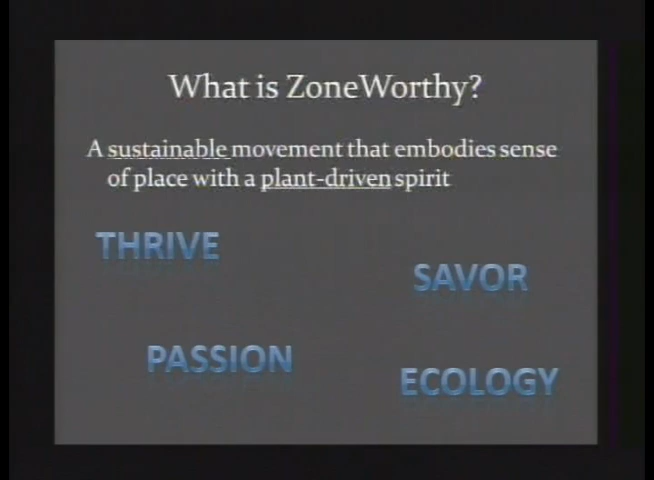 What is ZoneWorthy?
A sustainable movement that embodies sense
of place with a plant-driven spirit
THRIVE
SAVOR
PASSION
ECOLOGY